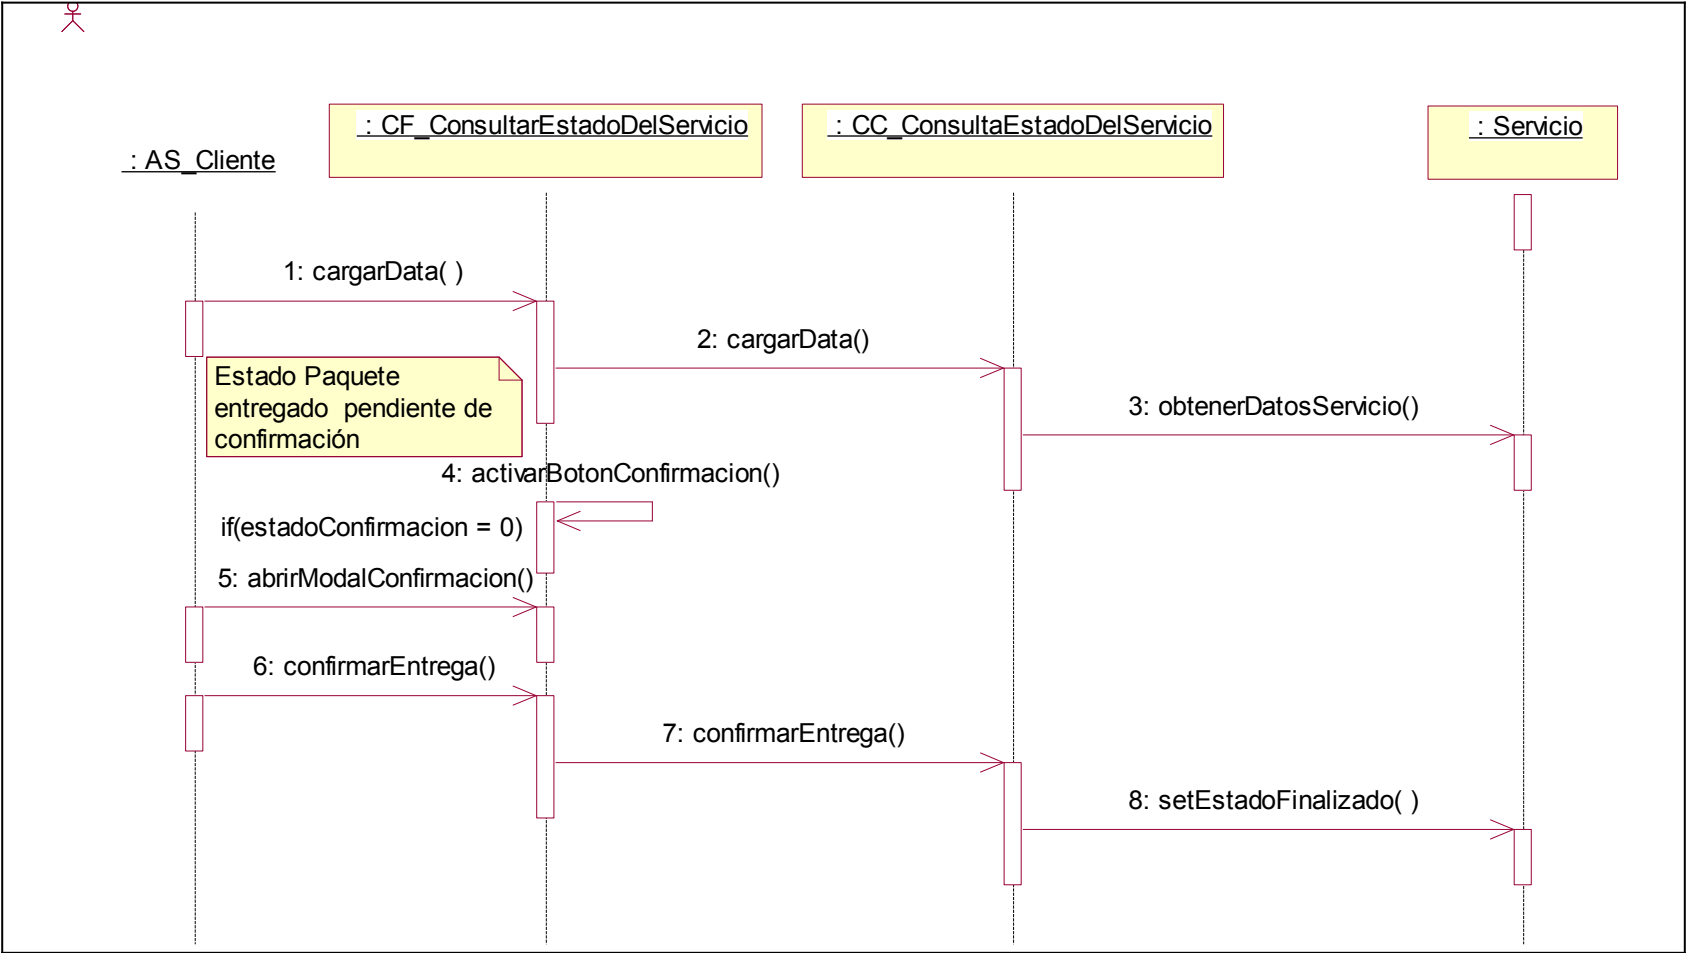 : CF_ConsultarEstadoDelServicio
: CC_ConsultaEstadoDelServicio
: Servicio
: AS_Cliente
1: cargarData( )
2: cargarData()
Estado Paquete
entregado  pendiente de
confirmación
3: obtenerDatosServicio()
4: activarBotonConfirmacion()
if(estadoConfirmacion = 0)
5: abrirModalConfirmacion()
6: confirmarEntrega()
7: confirmarEntrega()
8: setEstadoFinalizado( )